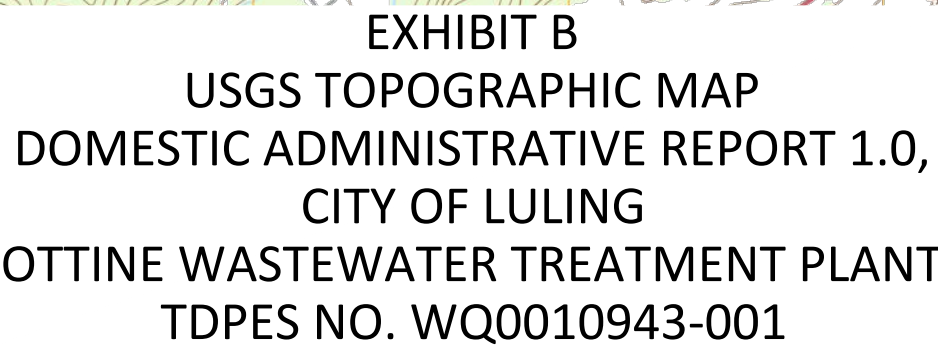 EXHIBIT B
USGS TOPOGRAPHIC MAP
DOMESTIC ADMINISTRATIVE REPORT 1.0,
CITY OF LULING
OTTINE WASTEWATER TREATMENT PLANT
TDPES NO. WQ0010943-001